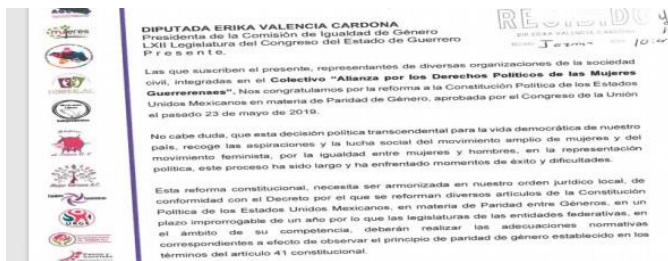 DIPUTADA ERIKA VALENCIA CARDONA
Presidenta de la Comisión de Igualdad de Género
LXII Legislatura del Congreso del Estado de Guerrero
P r e s e n t e.
RECIBIDO
DIP. ERIKA VALENCIA CARDONA
Las que suscriben el presente, representantes de diversas organizaciones de la sociedad
civil, integradas en el Colectivo "Alianza por los Derechos Políticos de las Mujeres
Guerrerenses". Nos congratulamos por la reforma a la Constitución Política de los Estados
Unidos Mexicanos en materia de Paridad de Género, aprobada por el Congreso de la Unión
el pasado 23 de mayo de 2019.
No cabe duda, que esta decisión política transcendental para la vida democrática de nuestro
país, recoge las aspiraciones y la lucha social del movimiento amplio de mujeres y del
movimiento feminista, por la igualdad entre mujeres y hombres, en la representación
política, este proceso ha sido largo y ha enfrentado momentos de éxito y dificultades.
Esta reforma constitucional, necesita ser armonizada en nuestro orden jurídico local, de
conformidad con el Decreto por el que se reforman diversos artículos de la Constitución
Política de los Estados Unidos Mexicanos, en materia de Paridad entre Géneros, en un
plazo improrrogable de un año por lo que las legislaturas de las entidades federativas, en
el ámbito de su competencia, deberán realizar las adecuaciones normativas
correspondientes a efecto de observar el principio de paridad de género establecido en los
términos del artículo 41 constitucional.
mujeres